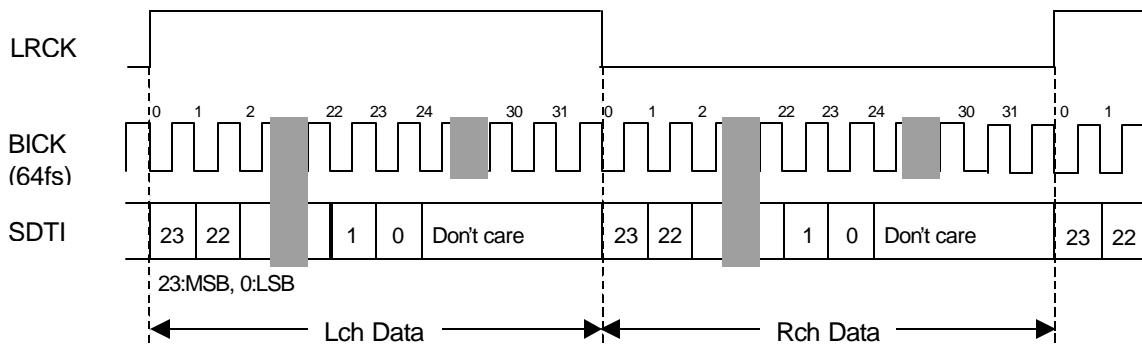 LRCK
0 1 2 22 23 24 30 31 0 1 2 22 23 24 30 31 0 1
BICK
(64fs)
SDTI 23 22 1 0 Don't care 23 22 1 0 Don't care 23 22
23:MSB, 0:LSB
Lch Data Rch Data